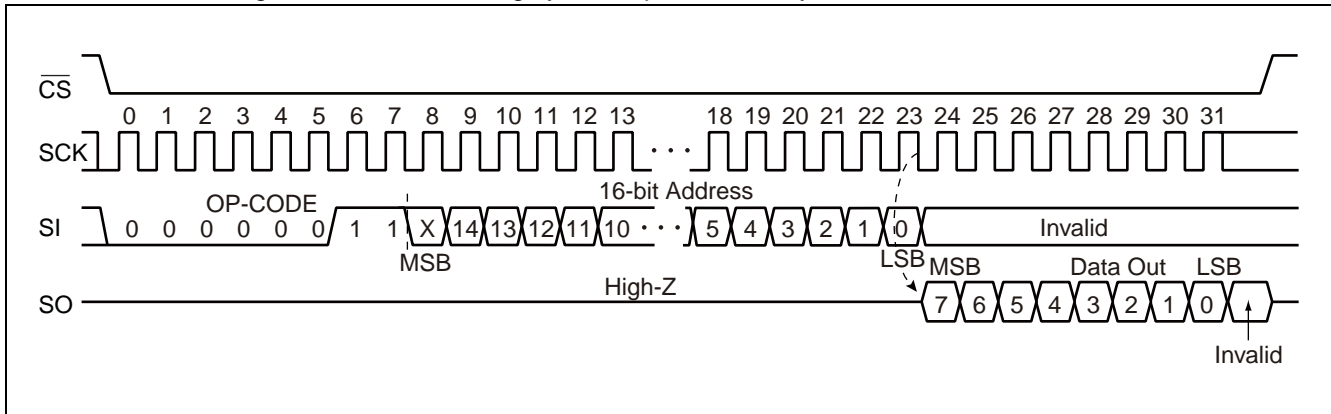 CS
0 1 2 3 4 5 6 7 8 9 10 11 12 13 18 19 20 21 22 23 24 25 26 27 28 29 30 31
SCK
· · ·
OP-CODE
16-bit Address
SI
0 0 0 0 0 0 1 1 X 14 13 12 11 10 · · · 5 4 3 2 1 0
Invalid
MSB
LSB
MSB
Data Out
LSB
High-Z
SO
7 6 5 4 3 2 1 0
Invalid